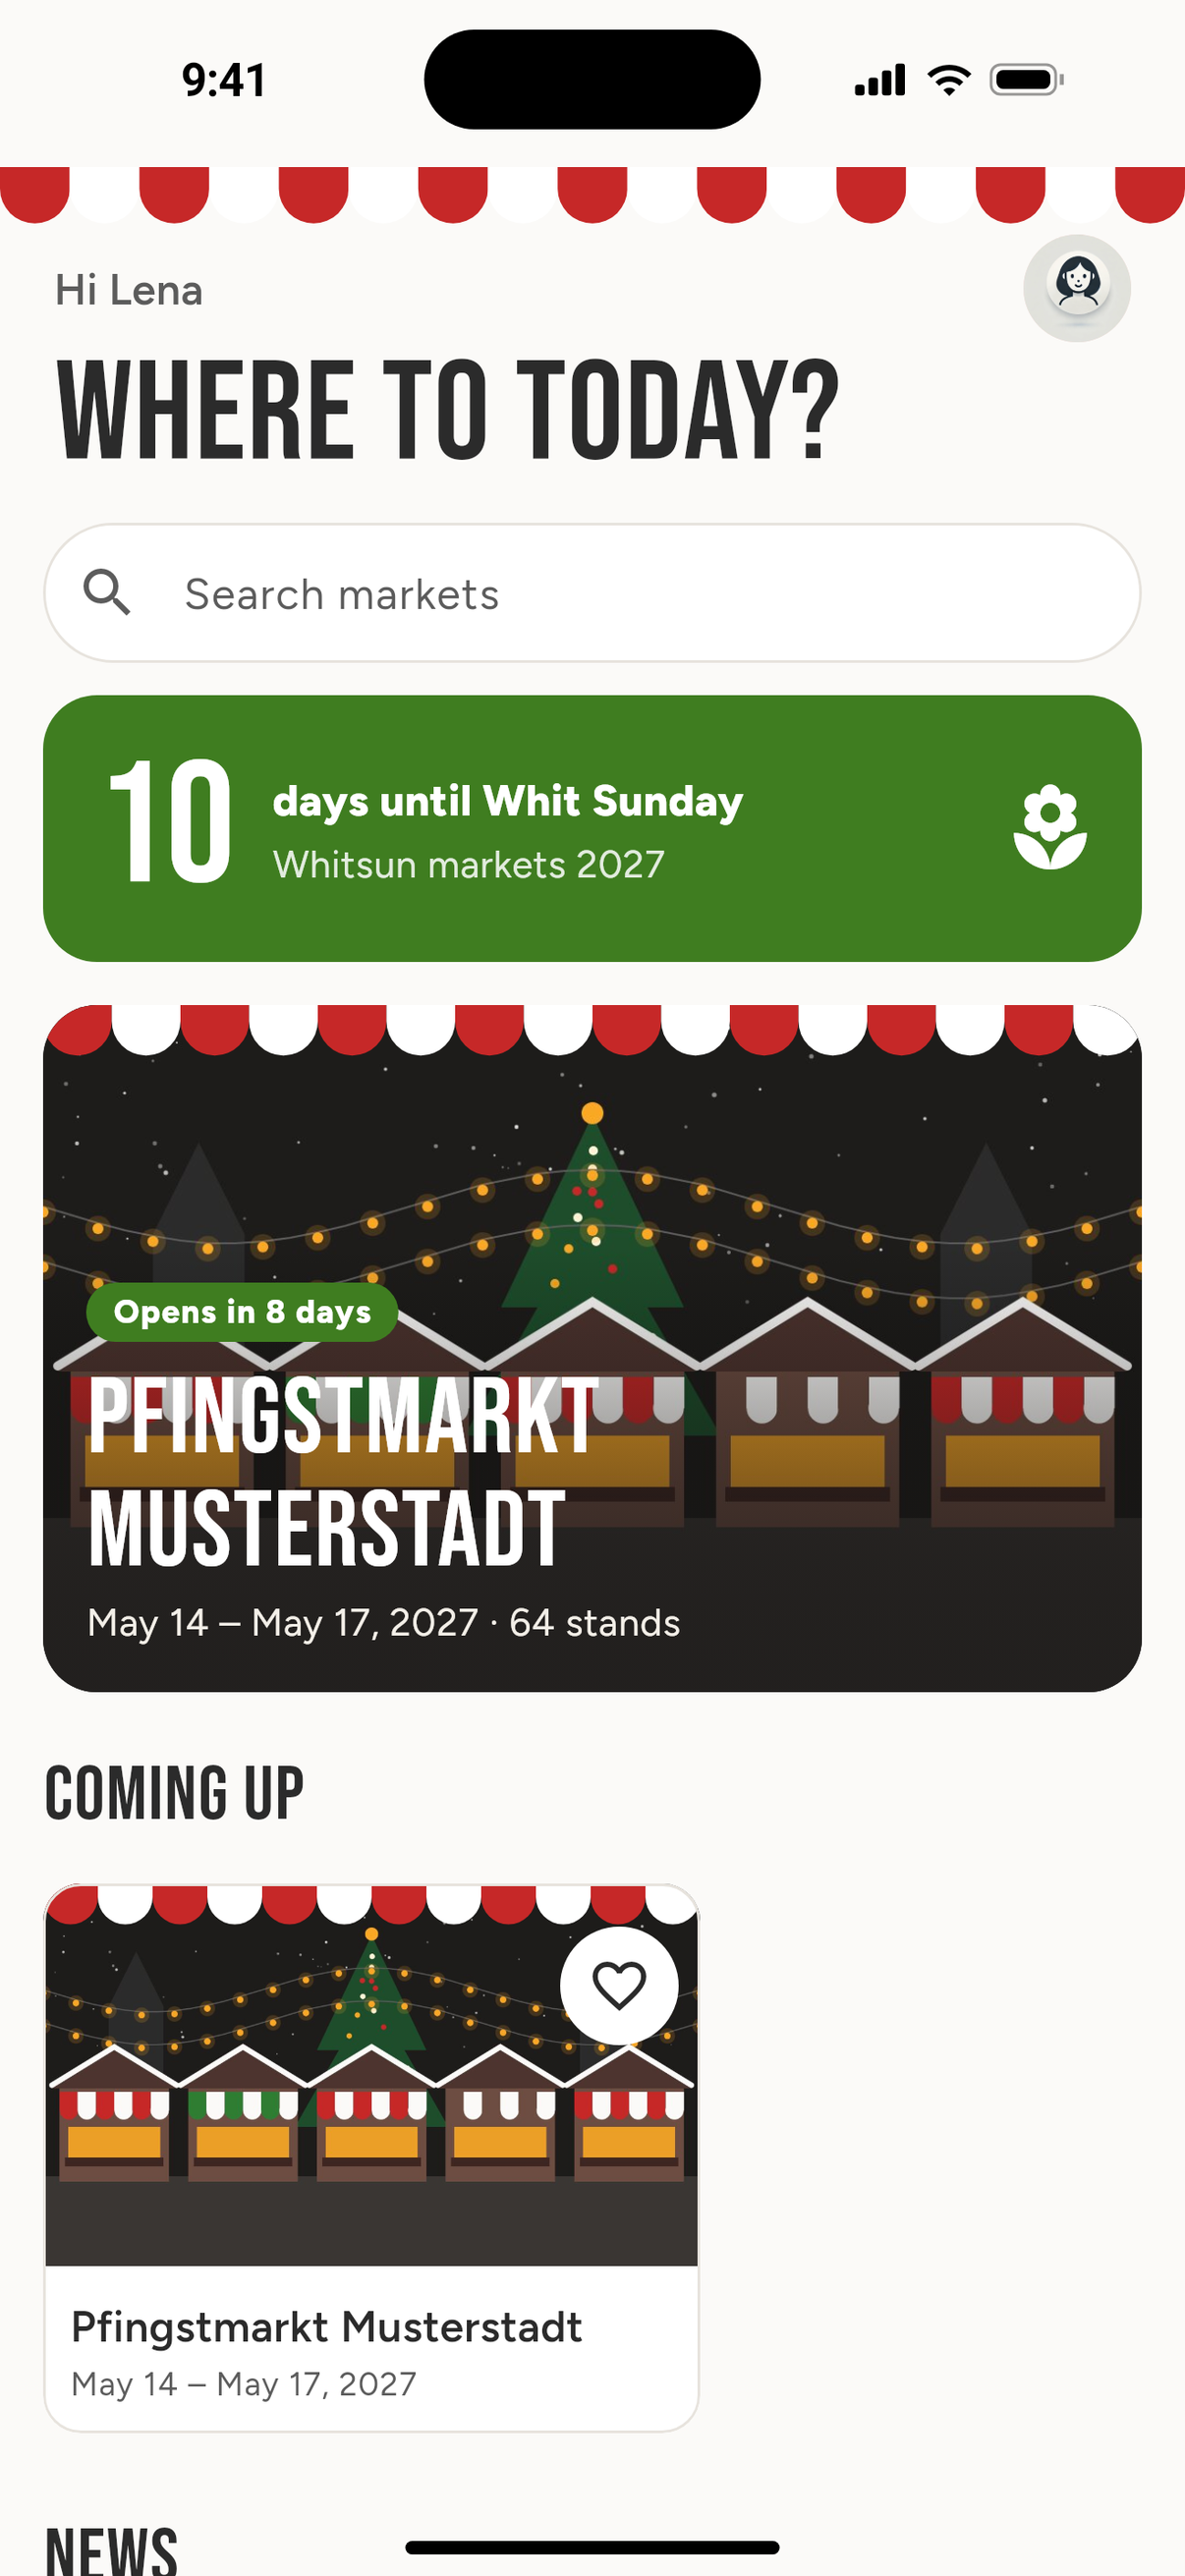 9:41
Hi Lena
WHERE TO TODAY?
Search markets
10
days until Whit Sunday
Whitsun markets 2027
Opens in 8 days
PFINGSTMARKT
MUSTERSTADT
May 14 – May 17, 2027 · 64 stands
COMING UP
Pfingstmarkt Musterstadt
May 14 – May 17, 2027
NEWS